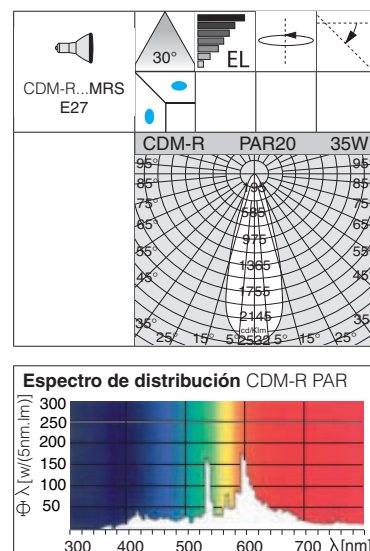 30°
EL
CDM-R...MRS
E27
CDM-R PAR20 35W
95° 195 95
85° 585 85
75° 975 75
65° 1365 65
55° 1755 55
45° 2145 45
35° cd/Klm 35
25° 15° 5° 2532 5° 15° 25°
Espectro de distribución CDM-R PAR
⌽ λ [w/(5nm.lm)]
300
250
200
150
100
50
300 400 500 600 700 λ [nm]